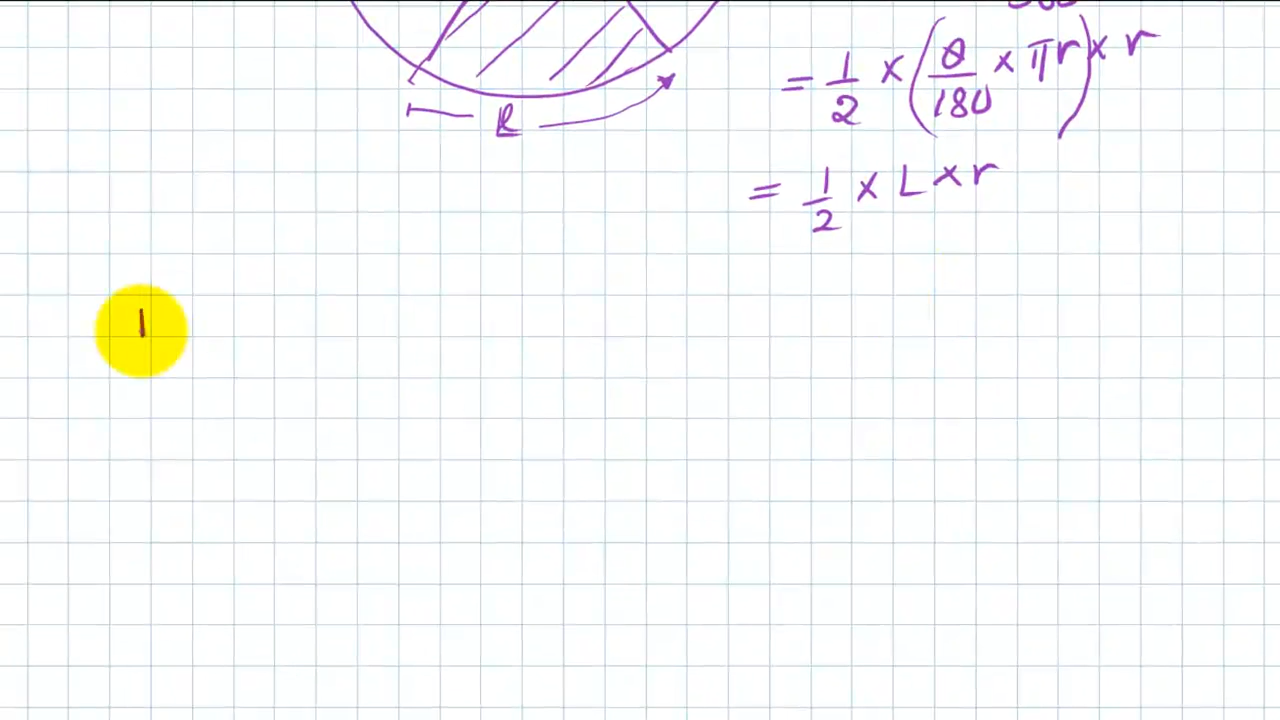 = 1/2 × (θ/180 × πr) × r
l
= 1/2 × L × r
1